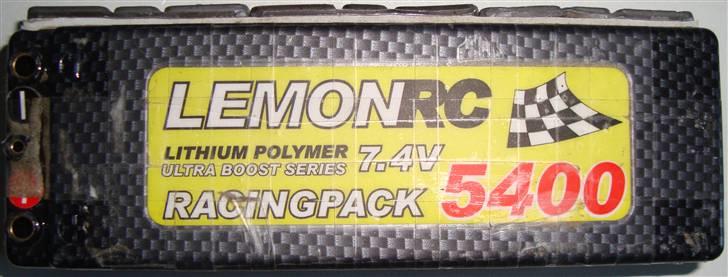 LEMONRC
LITHIUM POLYMER 7.4V
ULTRA BOOST SERIES
RACINGPACK 5400